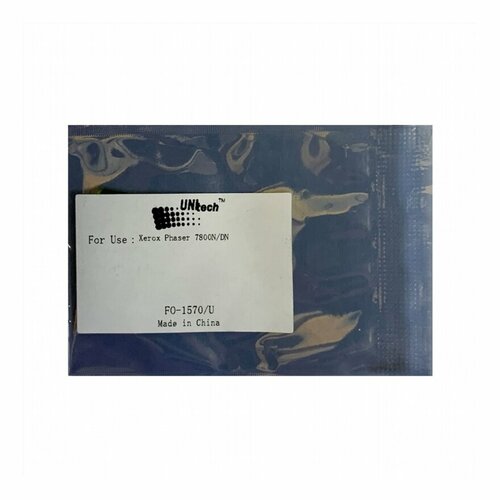 UNItech™
For Use : Xerox Phaser 7800N/DN
FO-1570/U
Made in China